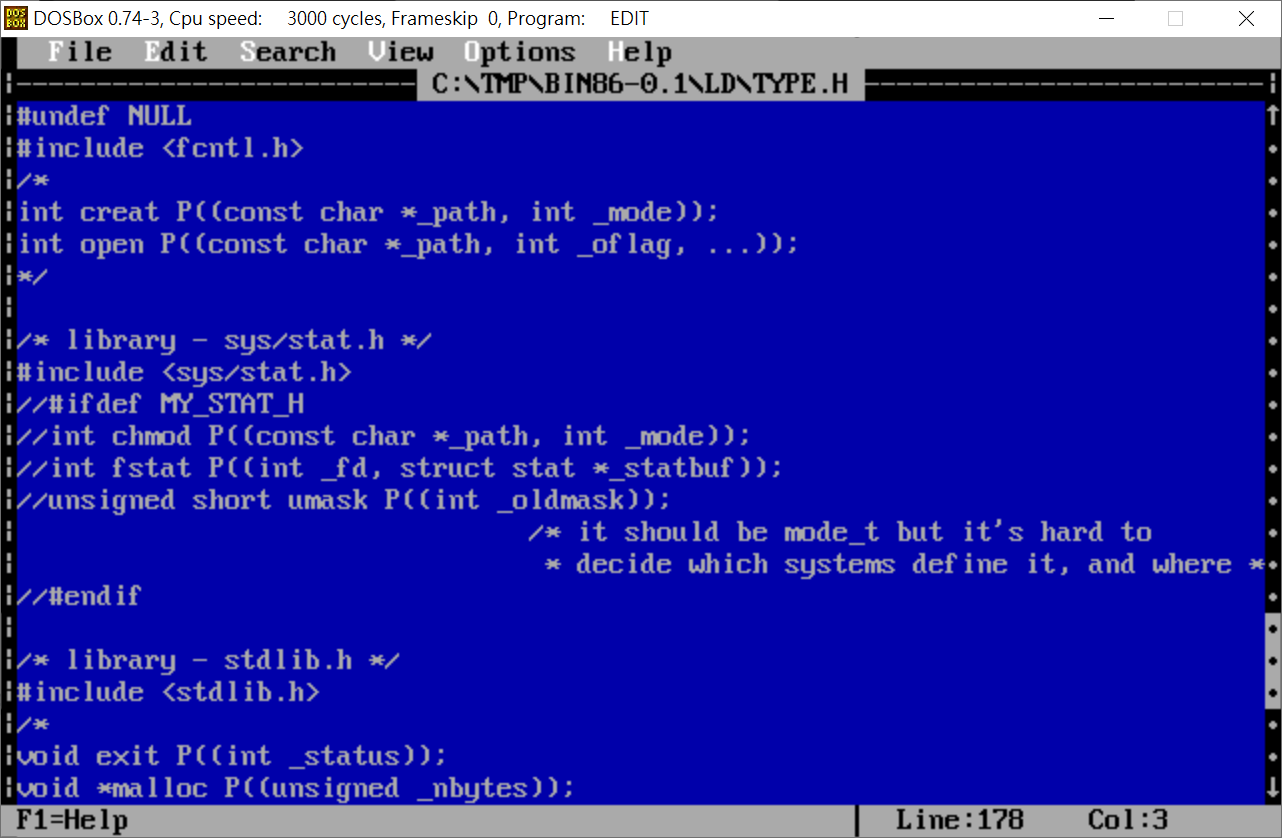 DOSBox 0.74-3, Cpu speed: 3000 cycles, Frameskip 0, Program: EDIT
File Edit Search View Options Help
C:\TMP\BIN86-0.1\LD\TYPE.H
#undef NULL
#include <fcntl.h>
/*
int creat P((const char *_path, int _mode));
int open P((const char *_path, int _oflag, ...));
*/
/* library - sys/stat.h */
#include <sys/stat.h>
//#ifdef MY_STAT_H
//int chmod P((const char *_path, int _mode));
//int fstat P((int _fd, struct stat *_statbuf));
//unsigned short umask P((int _oldmask));
/* it should be mode_t but it's hard to
* decide which systems define it, and where *
//#endif
/* library - stdlib.h */
#include <stdlib.h>
/*
void exit P((int _status));
void *malloc P((unsigned _nbytes));
F1=Help Line:178 Col:3